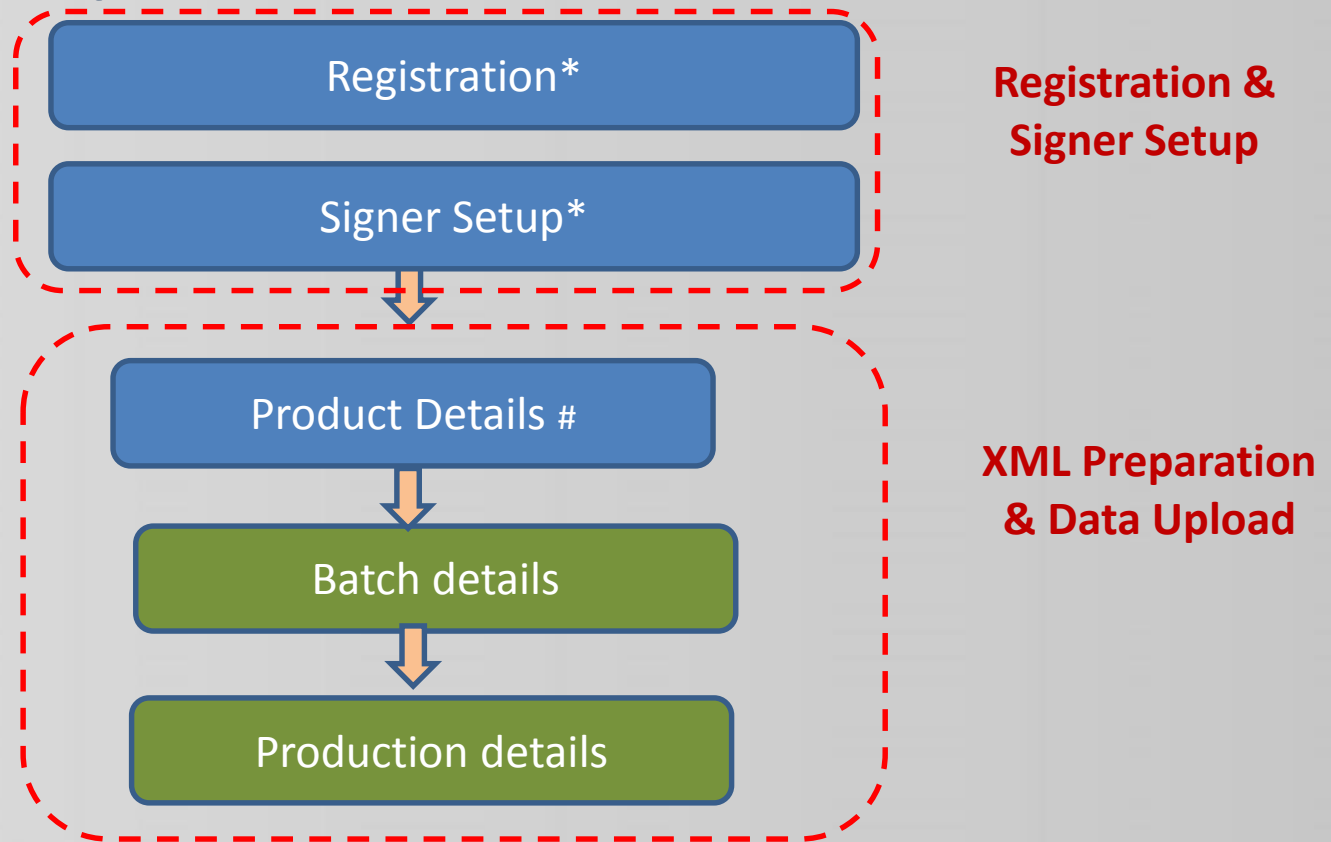 Registration*
Registration &
Signer Setup
Signer Setup*
Product Details #
XML Preparation
& Data Upload
Batch details
Production details